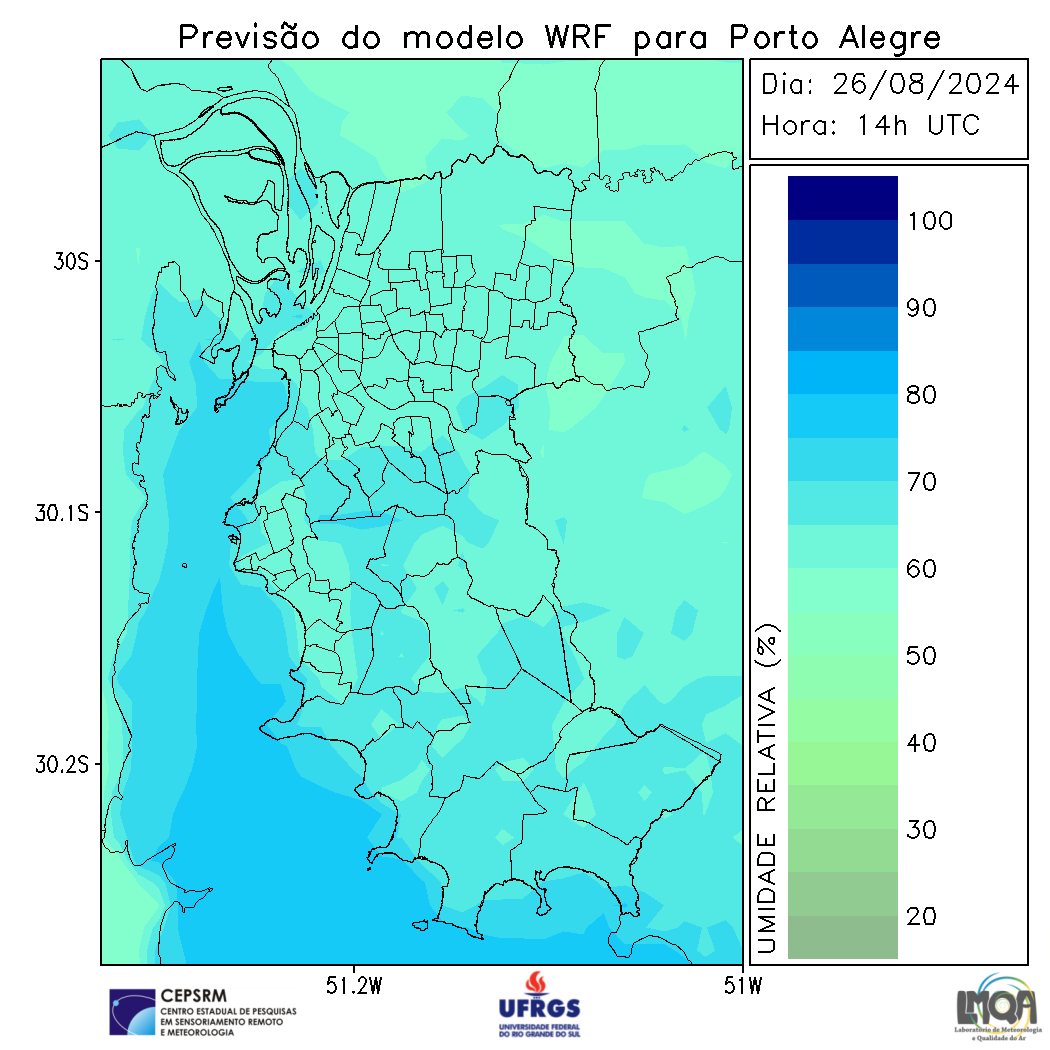 Previsão do modelo WRF para Porto Alegre
Dia: 26/08/2024
Hora: 14h UTC
30S
30.1S
30.2S
51.2W
51W
100
90
80
70
60
50
40
30
20
UMIDADE RELATIVA (%)
CEPSRM
CENTRO ESTADUAL DE PESQUISAS
EM SENSORIAMENTO REMOTO
E METEOROLOGIA
UFRGS
UNIVERSIDADE FEDERAL
DO RIO GRANDE DO SUL
LMQA
Laboratório de Meteorologia
e Qualidade do Ar